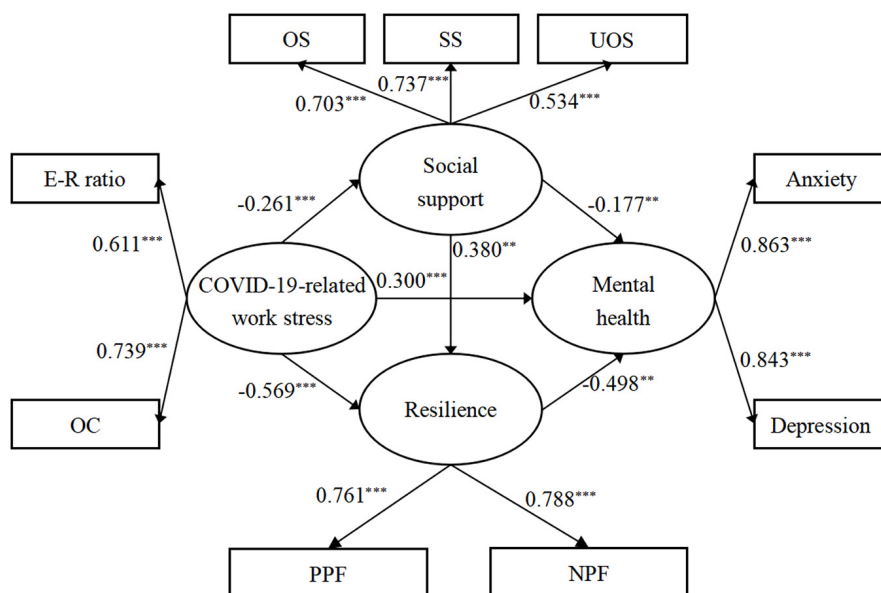 OS
SS
UOS
0.703***
0.737***
0.534***
E-R ratio
Social
support
Anxiety
-0.261***
-0.177**
0.611***
0.380**
0.863***
COVID-19-related
work stress
0.300***
Mental
health
0.739***
0.843***
-0.569***
-0.498**
OC
Resilience
Depression
0.761***
0.788***
PPF
NPF